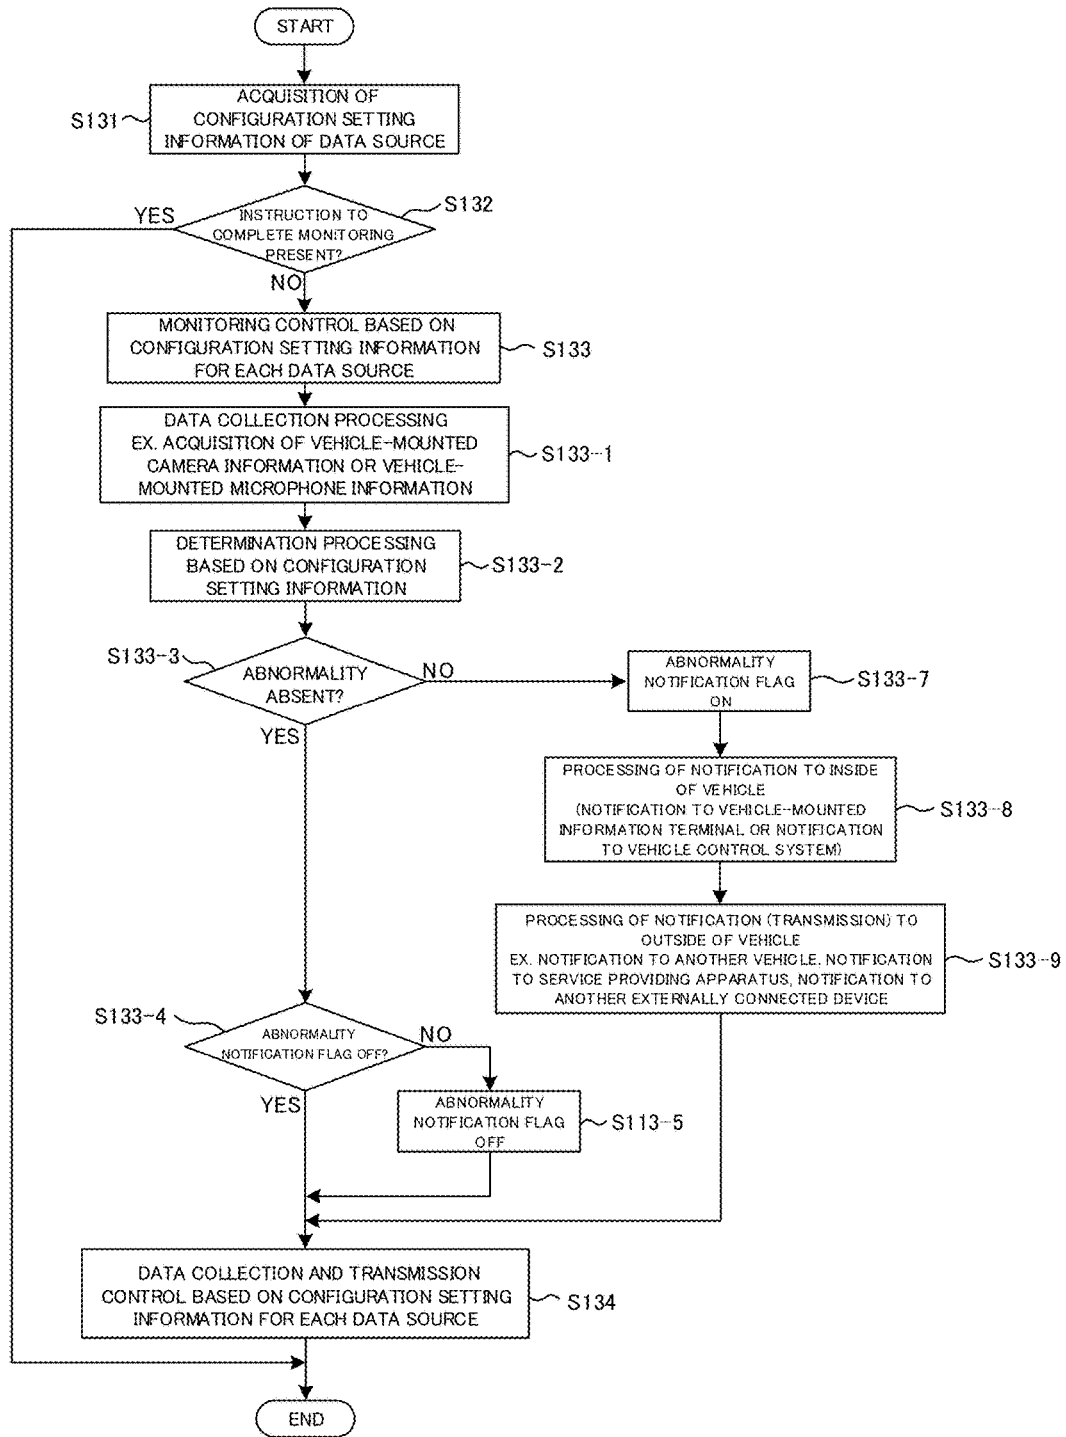 START
ACQUISITION OF
CONFIGURATION SETTING
INFORMATION OF DATA SOURCE
S131
INSTRUCTION TO
COMPLETE MONITORING
PRESENT?
S132
YES
NO
MONITORING CONTROL BASED ON
CONFIGURATION SETTING INFORMATION
FOR EACH DATA SOURCE
S133
DATA COLLECTION PROCESSING
EX. ACQUISITION OF VEHICLE-MOUNTED
CAMERA INFORMATION OR VEHICLE-
MOUNTED MICROPHONE INFORMATION
S133-1
DETERMINATION PROCESSING
BASED ON CONFIGURATION
SETTING INFORMATION
S133-2
S133-3
ABNORMALITY
ABSENT?
NO
YES
ABNORMALITY
NOTIFICATION FLAG
ON
S133-7
PROCESSING OF NOTIFICATION TO INSIDE
OF VEHICLE
(NOTIFICATION TO VEHICLE-MOUNTED
INFORMATION TERMINAL OR NOTIFICATION
TO VEHICLE CONTROL SYSTEM)
S133-8
PROCESSING OF NOTIFICATION (TRANSMISSION) TO
OUTSIDE OF VEHICLE
EX. NOTIFICATION TO ANOTHER VEHICLE, NOTIFICATION
TO SERVICE PROVIDING APPARATUS, NOTIFICATION TO
ANOTHER EXTERNALLY CONNECTED DEVICE
S133-9
S133-4
ABNORMALITY
NOTIFICATION FLAG OFF?
NO
YES
ABNORMALITY
NOTIFICATION FLAG
OFF
S113-5
DATA COLLECTION AND TRANSMISSION
CONTROL BASED ON CONFIGURATION SETTING
INFORMATION FOR EACH DATA SOURCE
S134
END